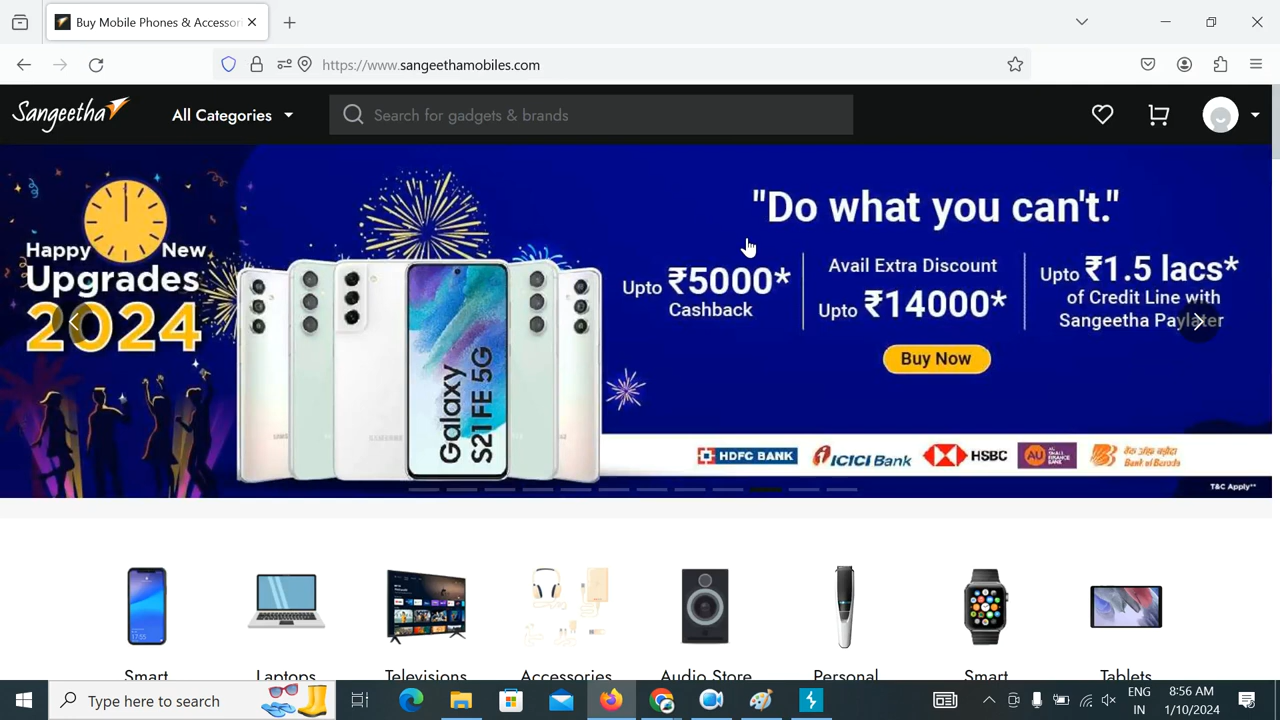 Buy Mobile Phones & Accessor
https://www.sangeethamobiles.com
Sangeetha
All Categories
Search for gadgets & brands
Happy New
Upgrades
2024
Galaxy
S21 FE 5G
"Do what you can't."
Upto ₹5000*
Cashback
Avail Extra Discount
Upto ₹14000*
Upto ₹1.5 lacs*
of Credit Line with
Sangeetha Paylater
Buy Now
HDFC BANK
ICICI Bank
HSBC
AU
SMALL FINANCE BANK
Bank of Baroda
T&C Apply**
Smart
Laptops
Televisions
Accessories
Audio Store
Personal
Smart
Tablets
Type here to search
ENG
IN
8:56 AM
1/10/2024